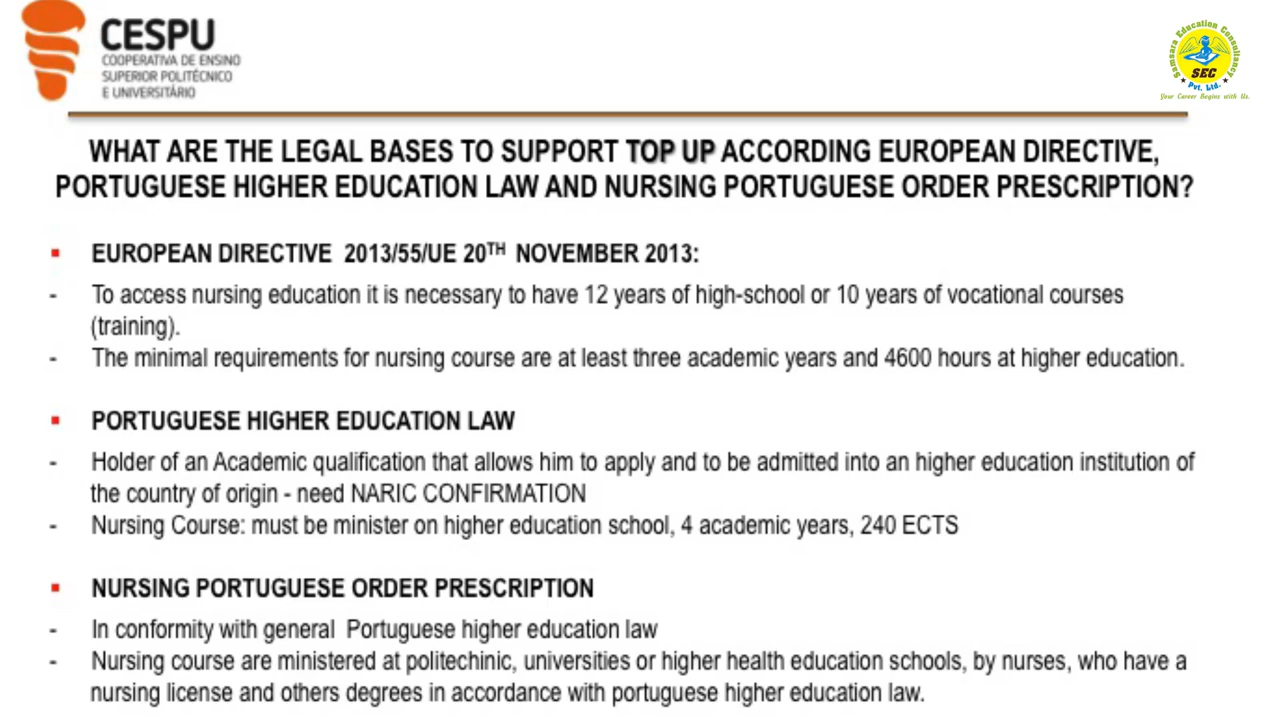 CESPU
COOPERATIVA DE ENSINO
SUPERIOR POLITÉCNICO
E UNIVERSITÁRIO
Samsara Education Consultancy
SEC
Pvt. Ltd.
Your Career Begins with Us.
WHAT ARE THE LEGAL BASES TO SUPPORT TOP UP ACCORDING EUROPEAN DIRECTIVE,
PORTUGUESE HIGHER EDUCATION LAW AND NURSING PORTUGUESE ORDER PRESCRIPTION?
▪ EUROPEAN DIRECTIVE 2013/55/UE 20TH NOVEMBER 2013:
- To access nursing education it is necessary to have 12 years of high-school or 10 years of vocational courses
(training).
- The minimal requirements for nursing course are at least three academic years and 4600 hours at higher education.
▪ PORTUGUESE HIGHER EDUCATION LAW
- Holder of an Academic qualification that allows him to apply and to be admitted into an higher education institution of
the country of origin - need NARIC CONFIRMATION
- Nursing Course: must be minister on higher education school, 4 academic years, 240 ECTS
▪ NURSING PORTUGUESE ORDER PRESCRIPTION
- In conformity with general Portuguese higher education law
- Nursing course are ministered at politechinic, universities or higher health education schools, by nurses, who have a
nursing license and others degrees in accordance with portuguese higher education law.